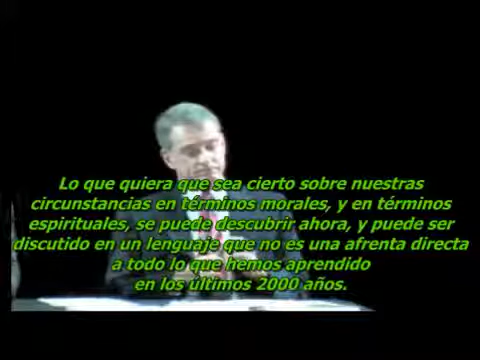 Lo que quiera que sea cierto sobre nuestras
circunstancias en términos morales, y en términos
espirituales, se puede descubrir ahora, y puede ser
discutido en un lenguaje que no es una afrenta directa
a todo lo que hemos aprendido
en los últimos 2000 años.